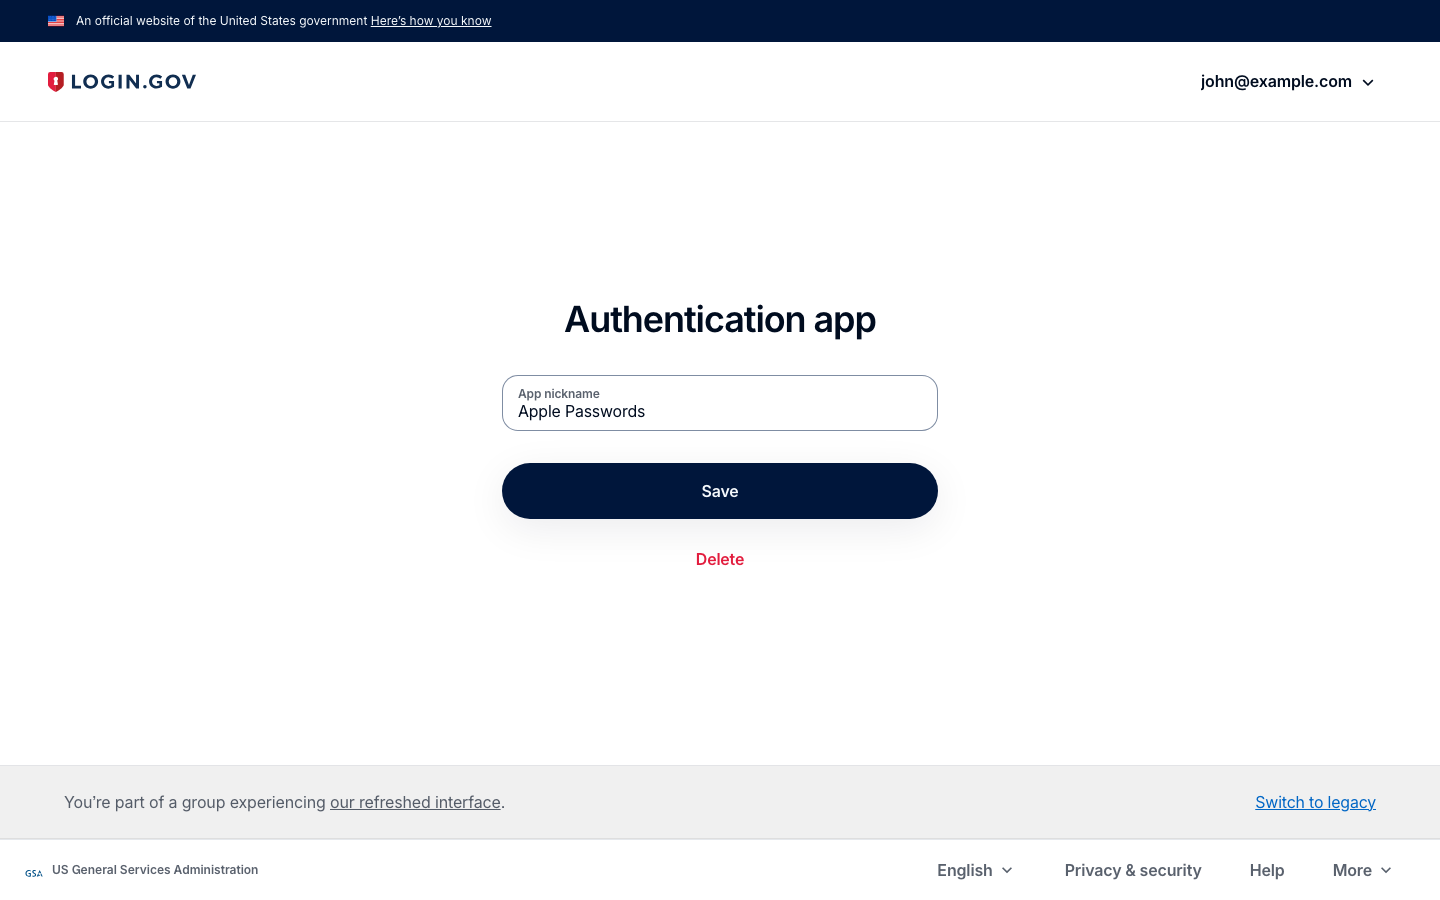 An official website of the United States government Here’s how you know
LOGIN.GOV
john@example.com
Authentication app
App nickname
Apple Passwords
Save
Delete
You’re part of a group experiencing our refreshed interface.
Switch to legacy
GSA US General Services Administration
English
Privacy & security
Help
More